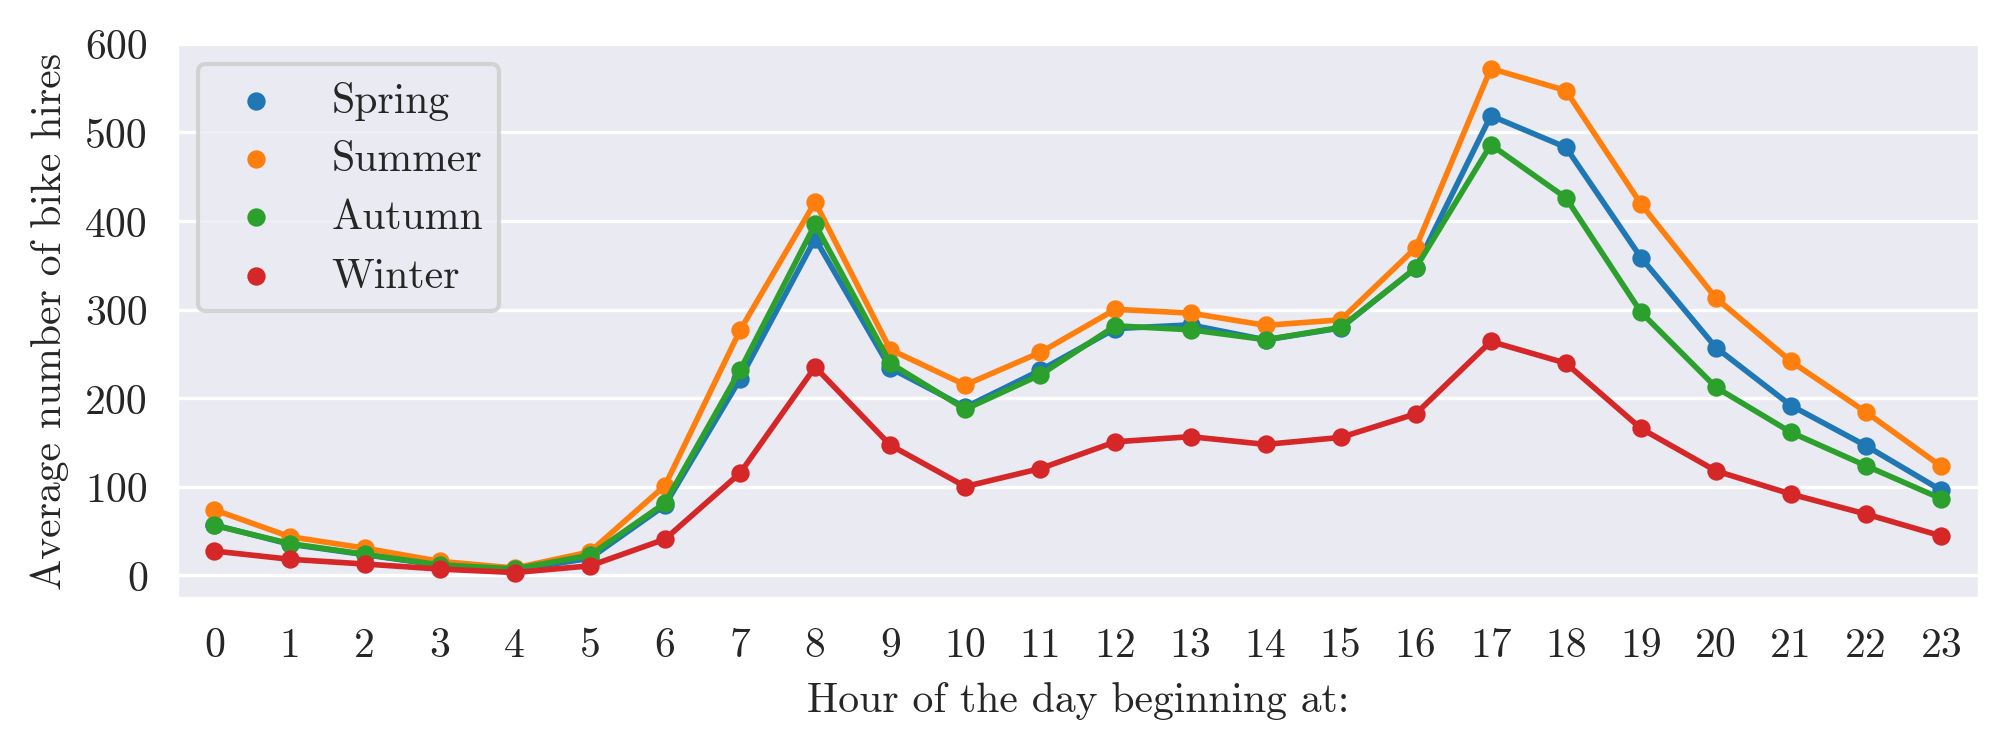 Average number of bike hires
600
500
400
300
200
100
0
Spring
Summer
Autumn
Winter
0 1 2 3 4 5 6 7 8 9 10 11 12 13 14 15 16 17 18 19 20 21 22 23
Hour of the day beginning at: